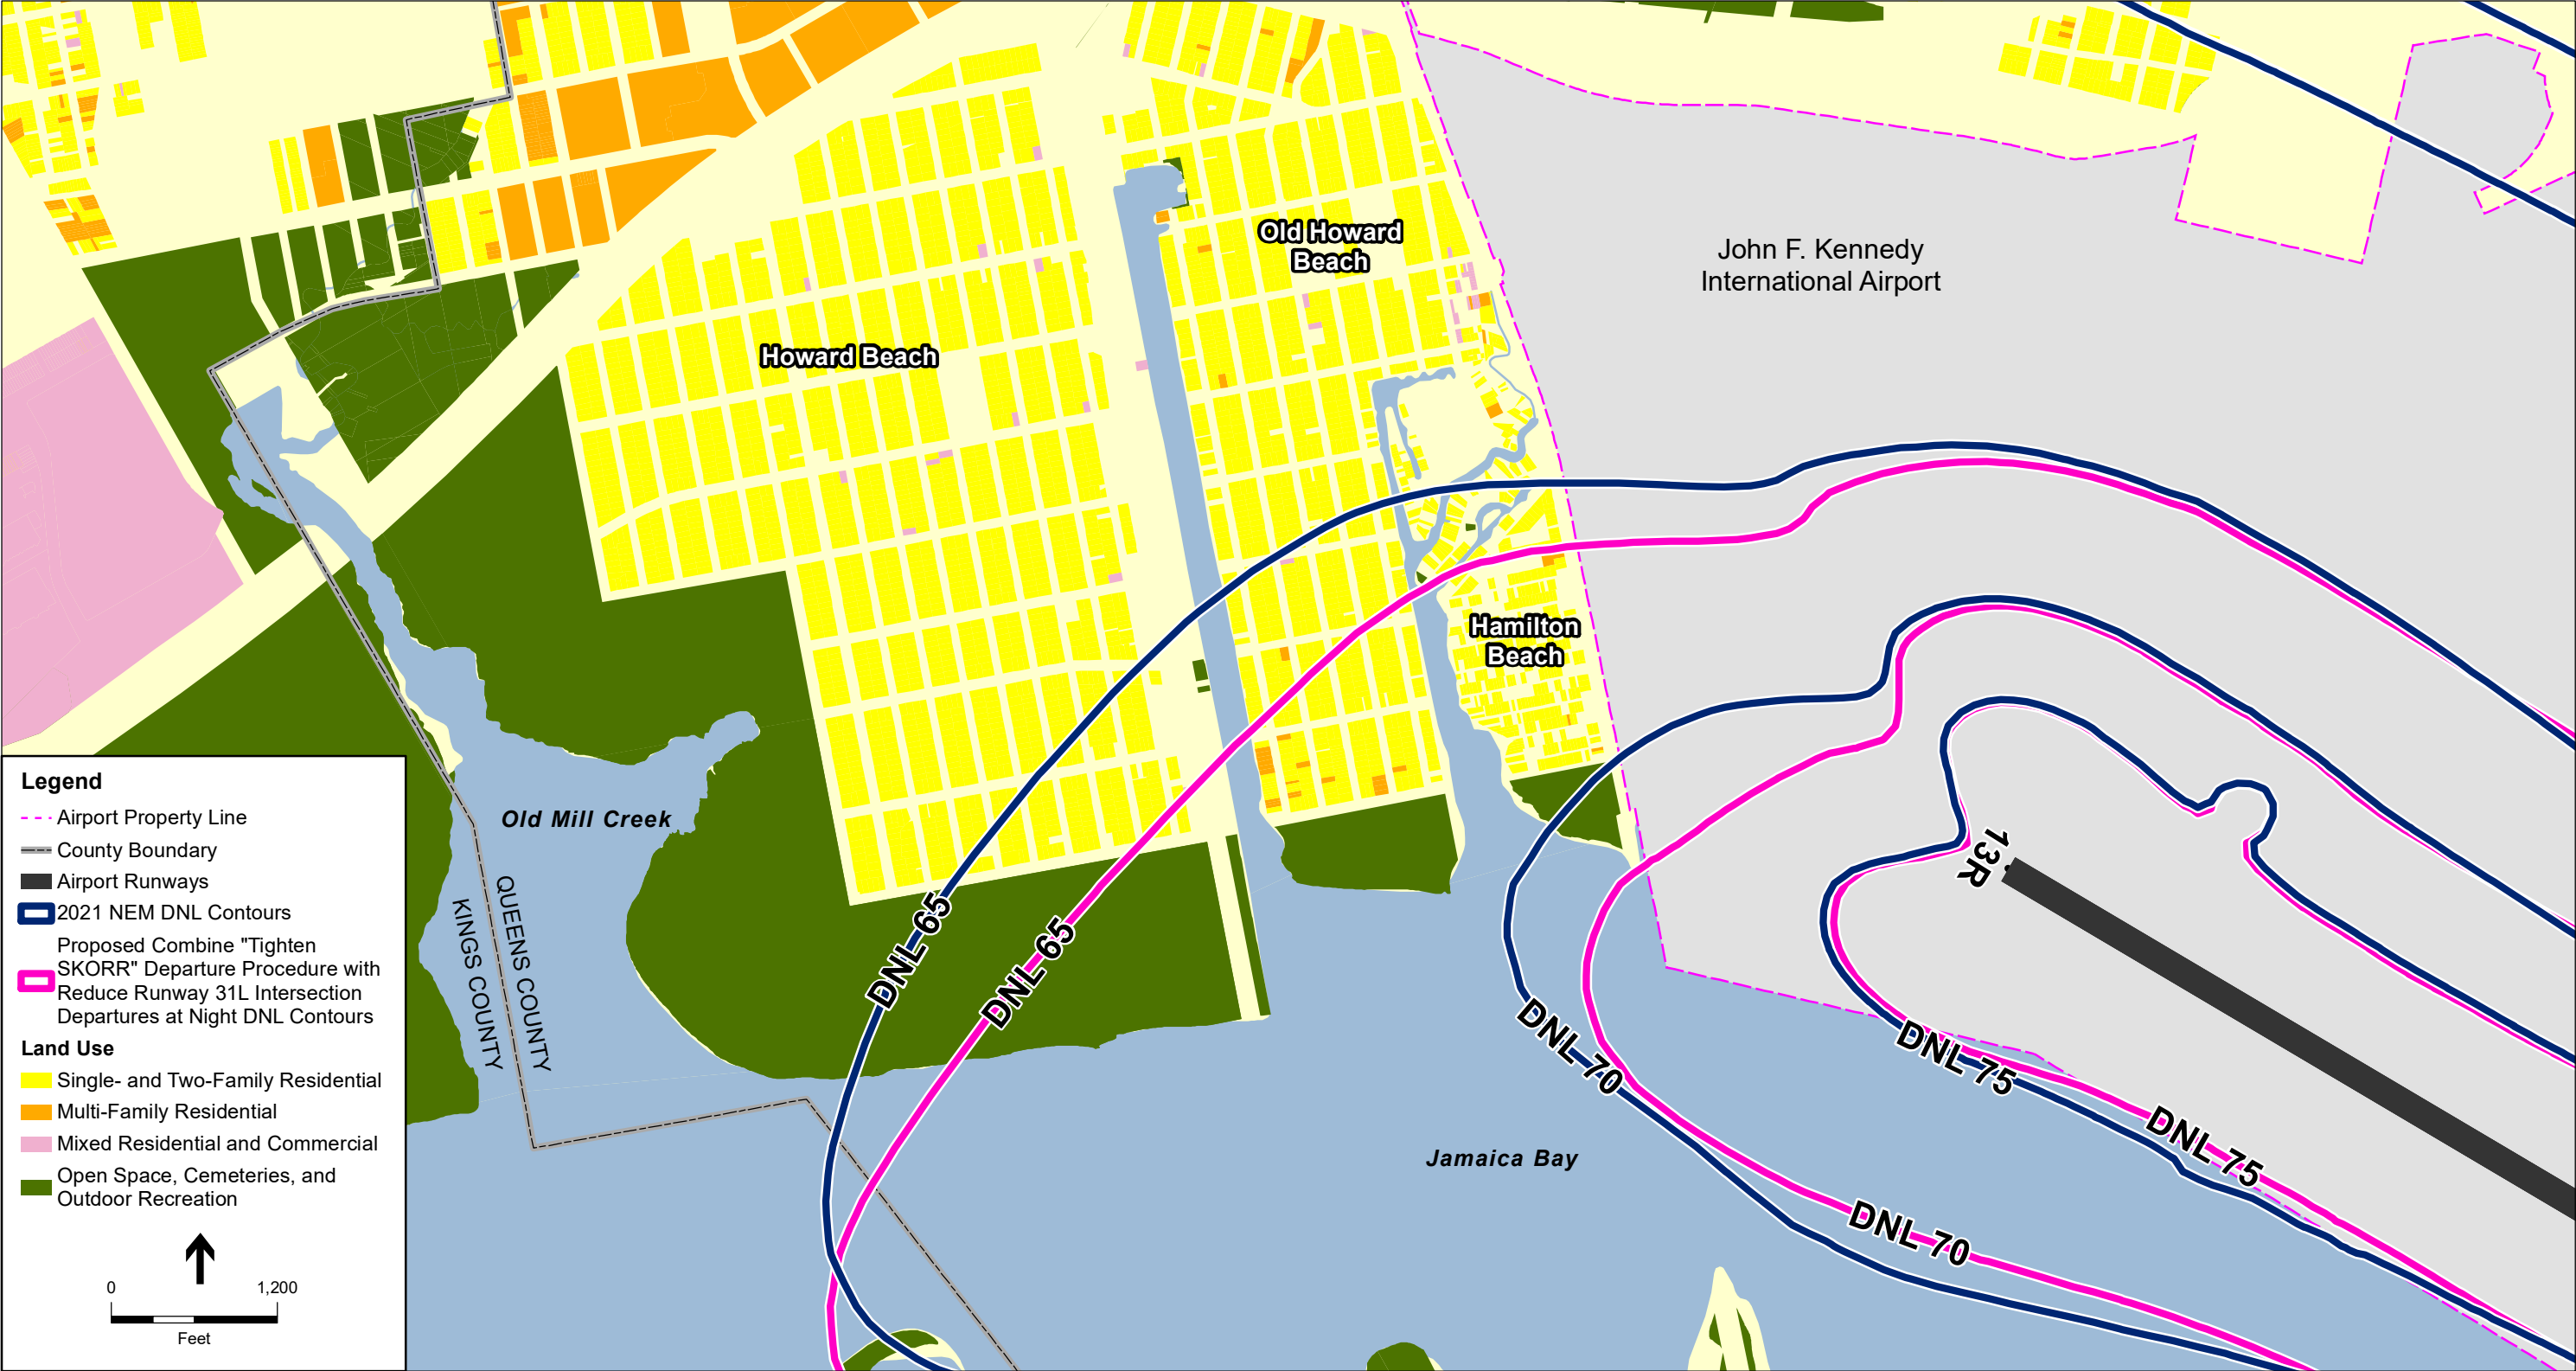 Old Howard
Beach
John F. Kennedy
International Airport
Howard Beach
Hamilton
Beach
Old Mill Creek
13R
DNL 65
DNL 65
KINGS COUNTY
QUEENS COUNTY
DNL 70
DNL 75
DNL 75
DNL 70
Jamaica Bay
Legend
Airport Property Line
County Boundary
Airport Runways
2021 NEM DNL Contours
Proposed Combine "Tighten
SKORR" Departure Procedure with
Reduce Runway 31L Intersection
Departures at Night DNL Contours
Land Use
Single- and Two-Family Residential
Multi-Family Residential
Mixed Residential and Commercial
Open Space, Cemeteries, and
Outdoor Recreation
0 1,200
Feet